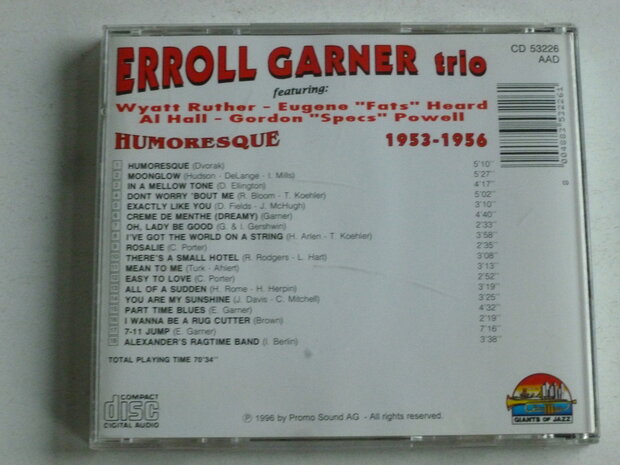 ERROLL GARNER trio
CD 53226
AAD
featuring:
Wyatt Ruther - Eugene "Fats" Heard
Al Hall - Gordon "Specs" Powell
HUMORESQUE 1953-1956
8 004883 532261
HUMORESQUE (Dvorak) 5'10"
MOONGLOW (Hudson - DeLange - I. Mills) 5'27"
IN A MELLOW TONE (D. Ellington) 4'17"
DONT WORRY 'BOUT ME (R. Bloom - T. Koehler) 5'02"
EXACTLY LIKE YOU (D. Fields - J. McHugh) 3'10"
CREME DE MENTHE (DREAMY) (Garner) 4'40"
OH, LADY BE GOOD (G. & I. Gershwin) 2'33"
I'VE GOT THE WORLD ON A STRING (H. Arlen - T. Koehler) 3'58"
ROSALIE (C. Porter) 2'35"
THERE'S A SMALL HOTEL (R. Rodgers - L. Hart) 3'08"
MEAN TO ME (Turk - Ahlert) 3'13"
EASY TO LOVE (C. Porter) 2'52"
ALL OF A SUDDEN (H. Rome - H. Herpin) 3'19"
YOU ARE MY SUNSHINE (J. Davis - C. Mitchell) 3'25"
PART TIME BLUES (E. Garner) 4'32"
I WANNA BE A RUG CUTTER (Brown) 2'19"
7-11 JUMP (E. Garner) 7'16"
ALEXANDER'S RAGTIME BAND (I. Berlin) 3'38"
TOTAL PLAYING TIME 70'34"
COMPACT
disc
DIGITAL AUDIO
℗ 1996 by Promo Sound AG - All rights reserved.
GIANTS OF JAZZ